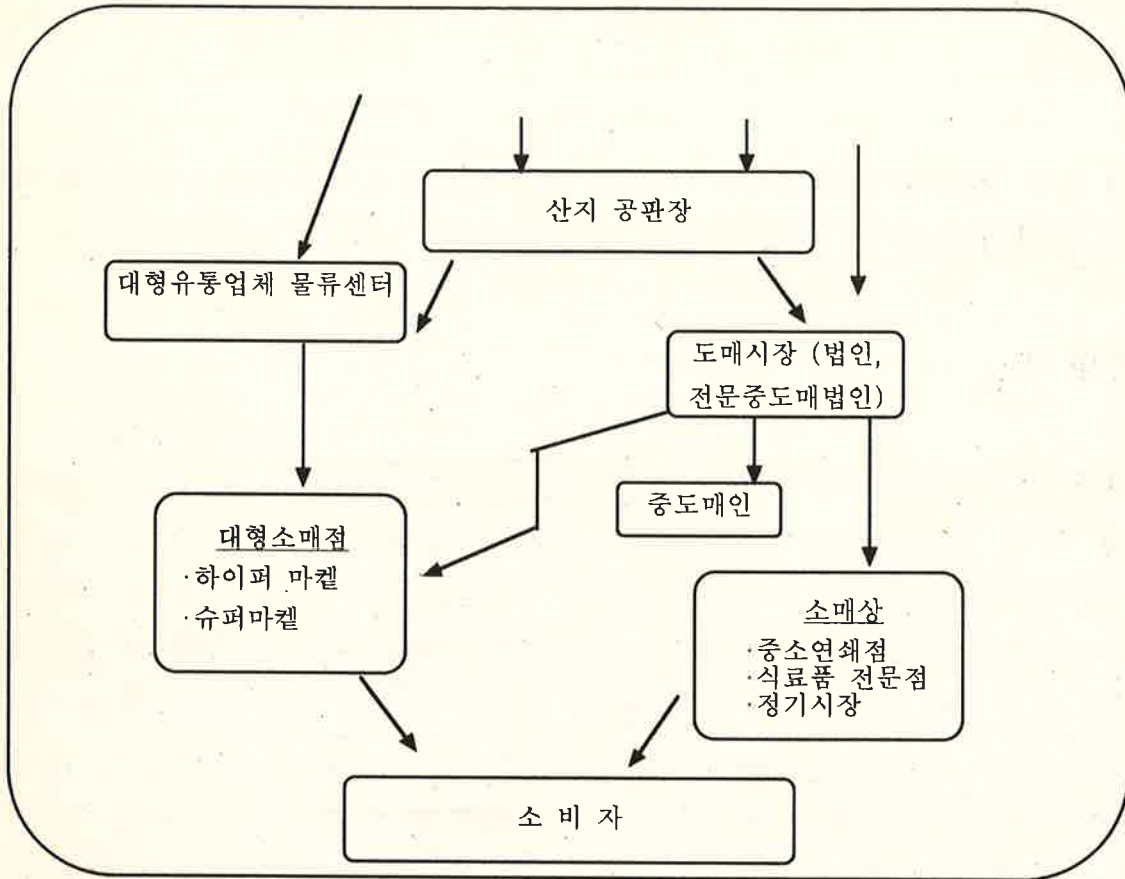 산지 공판장
대형유통업체 물류센터
도매시장 (법인,
전문중도매법인)
중도매인
대형소매점
·하이퍼 마켙
·슈퍼마켙
소매상
·중소연쇄점
·식료품 전문점
·정기시장
소 비 자